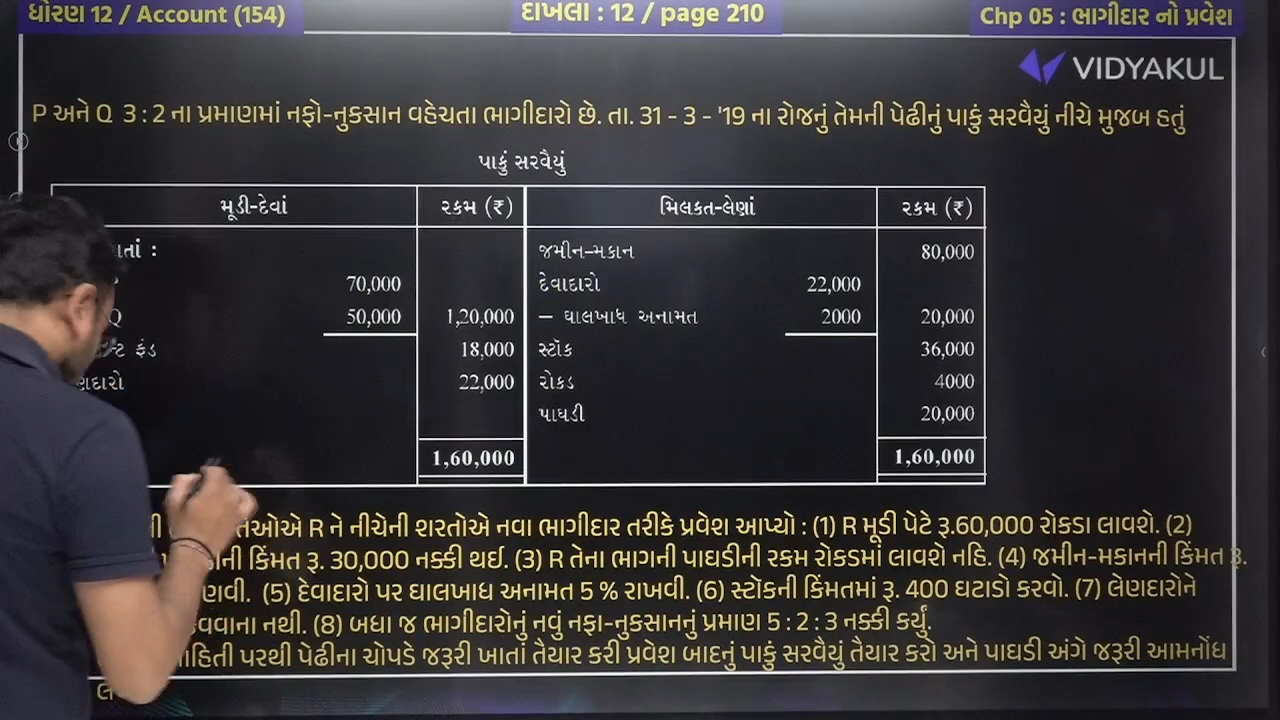 ધોરણ 12 / Account (154)
દાખલા : 12 / page 210
Chp 05 : ભાગીદાર નો પ્રવેશ
VIDYAKUL
P અને Q 3 : 2 ના પ્રમાણમાં નફો-નુકસાન વહેચતા ભાગીદારો છે. તા. 31 - 3 - '19 ના રોજનું તેમની પેઢીનું પાકું સરવૈયું નીચે મુજબ હતું
પાકું સરવૈયું
મૂડી-દેવાં રકમ (₹) મિલકત-લેણાં રકમ (₹)
: જમીન-મકાન 80,000
70,000 દેવાદારો 22,000
Q 50,000 1,20,000 – ઘાલખાધ અનામત 2000 20,000
ફંડ 18,000 સ્ટૉક 36,000
22,000 રોકડ 4000
પાઘડી 20,000
1,60,000 1,60,000
R ને નીચેની શરતોએ નવા ભાગીદાર તરીકે પ્રવેશ આપ્યો : (1) R મૂડી પેટે રૂ.60,000 રોકડા લાવશે. (2)
કિંમત રૂ. 30,000 નક્કી થઇ. (3) R તેના ભાગની પાઘડીની રકમ રોકડમાં લાવશે નહિ. (4) જમીન-મકાનની કિંમત રૂ.
(5) દેવાદારો પર ઘાલખાધ અનામત 5 % રાખવી. (6) સ્ટૉકની કિંમતમાં રૂ. 400 ઘટાડો કરવો. (7) લેણદારોને
નથી. (8) બધા જ ભાગીદારોનું નવું નફા-નુકસાનનું પ્રમાણ 5 : 2 : 3 નક્કી કર્યું.
પરથી પેઢીના ચોપડે જરૂરી ખાતાં તૈયાર કરી પ્રવેશ બાદનું પાકું સરવૈયું તૈયાર કરો અને પાઘડી અંગે જરૂરી આમનોંધ